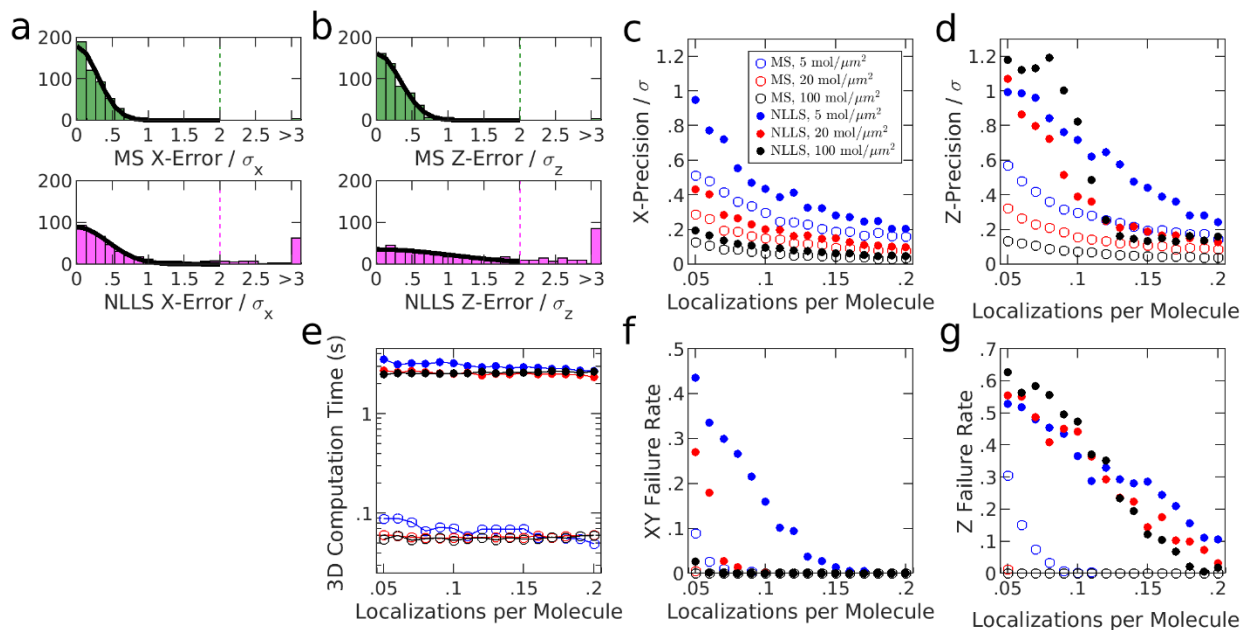 a
200
100
0
0 .5 1 1.5 2 2.5 >3
MS X-Error / σx
200
100
0
0 .5 1 1.5 2 2.5 >3
NLLS X-Error / σx
b
200
100
0
0 .5 1 1.5 2 2.5 >3
MS Z-Error / σz
200
100
0
0 .5 1 1.5 2 2.5 >3
NLLS Z-Error / σz
c
X-Precision / σ
1.2
1
.8
.6
.4
.2
0
.05 .1 .15 .2
Localizations per Molecule
MS, 5 mol/μm²
MS, 20 mol/μm²
MS, 100 mol/μm²
NLLS, 5 mol/μm²
NLLS, 20 mol/μm²
NLLS, 100 mol/μm²
d
Z-Precision / σ
1.2
1
.8
.6
.4
.2
0
.05 .1 .15 .2
Localizations per Molecule
e
3D Computation Time (s)
1
.1
.05 .1 .15 .2
Localizations per Molecule
f
XY Failure Rate
.5
.4
.3
.2
.1
0
.05 .1 .15 .2
Localizations per Molecule
g
Z Failure Rate
.7
.6
.5
.4
.3
.2
.1
0
.05 .1 .15 .2
Localizations per Molecule